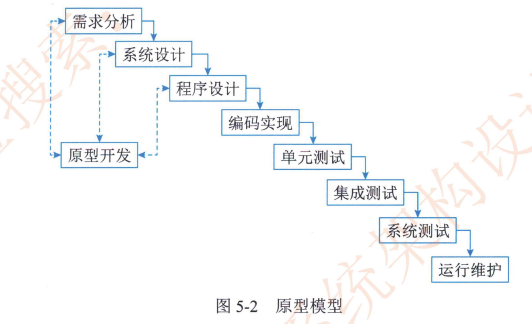 需求分析
系统设计
程序设计
编码实现
原型开发
单元测试
集成测试
系统测试
运行维护
图 5-2 原型模型